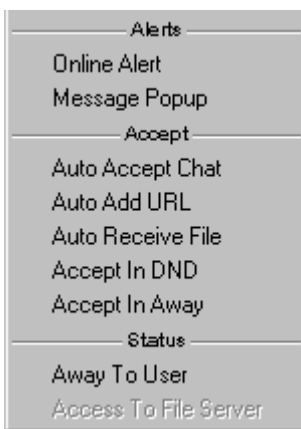 Alerts
Online Alert
Message Popup
Accept
Auto Accept Chat
Auto Add URL
Auto Receive File
Accept In DND
Accept In Away
Status
Away To User
Access To File Server